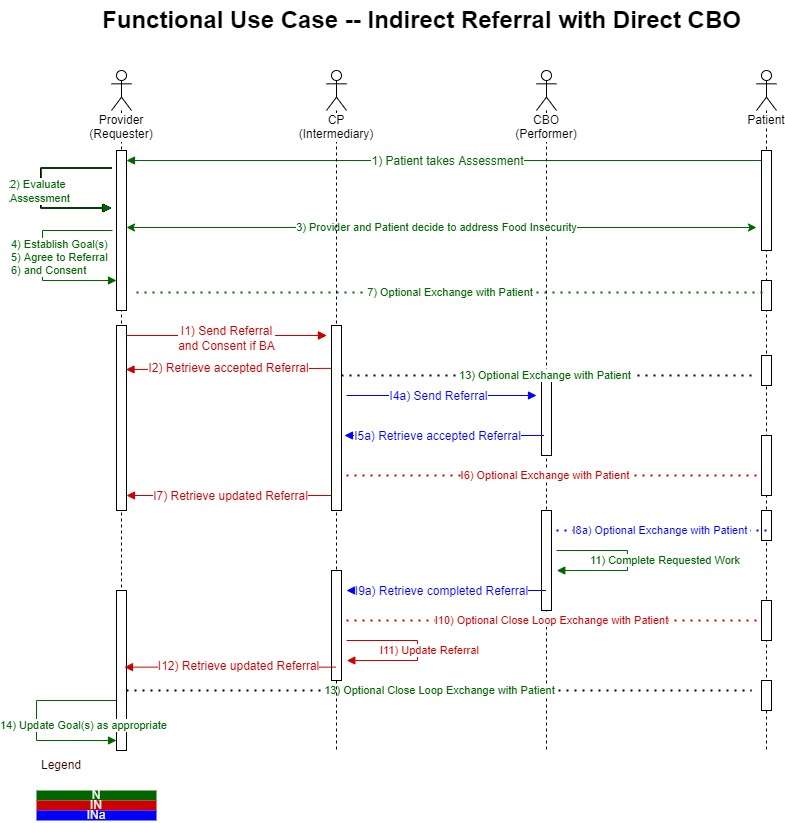 Functional Use Case -- Indirect Referral with Direct CBO
Provider
(Requester)
CP
(Intermediary)
CBO
(Performer)
Patient
1) Patient takes Assessment
2) Evaluate
Assessment
3) Provider and Patient decide to address Food Insecurity
4) Establish Goal(s)
5) Agree to Referral
6) and Consent
7) Optional Exchange with Patient
I1) Send Referral
and Consent if BA
I2) Retrieve accepted Referral
13) Optional Exchange with Patient
I4a) Send Referral
I5a) Retrieve accepted Referral
I6) Optional Exchange with Patient
I7) Retrieve updated Referral
I8a) Optional Exchange with Patient
11) Complete Requested Work
I9a) Retrieve completed Referral
I10) Optional Close Loop Exchange with Patient
I11) Update Referral
I12) Retrieve updated Referral
13) Optional Close Loop Exchange with Patient
14) Update Goal(s) as appropriate
Legend
N
IN
INa